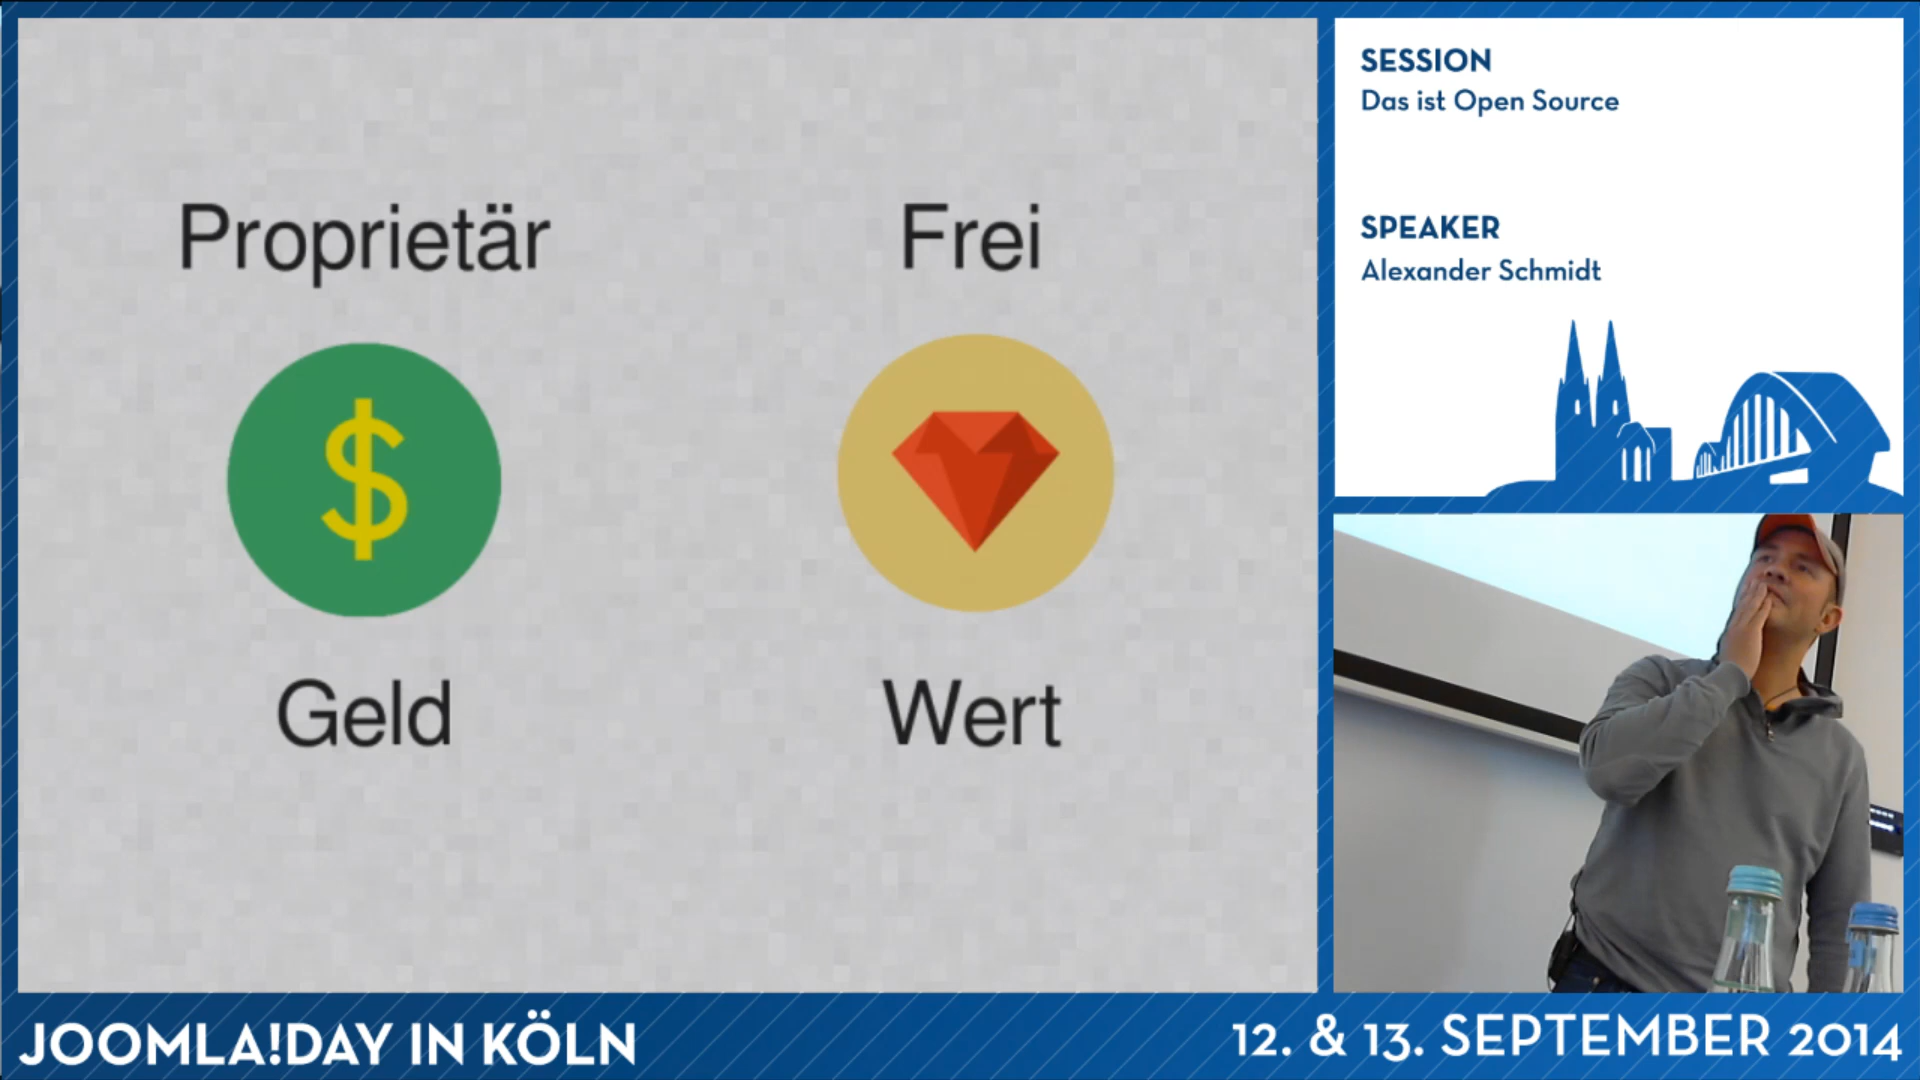 Proprietär
Frei
$
Geld
Wert
SESSION
Das ist Open Source
SPEAKER
Alexander Schmidt
JOOMLA!DAY IN KÖLN
12. & 13. SEPTEMBER 2014